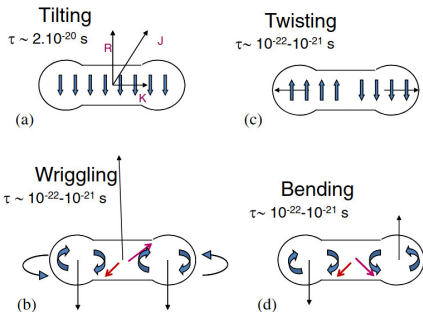 Tilting
τ ~ 2.10-20 s
R
J
K
(a)
Twisting
τ ~ 10-22-10-21 s
(c)
Wriggling
τ ~ 10-22-10-21 s
(b)
Bending
τ~ 10-22-10-21 s
(d)